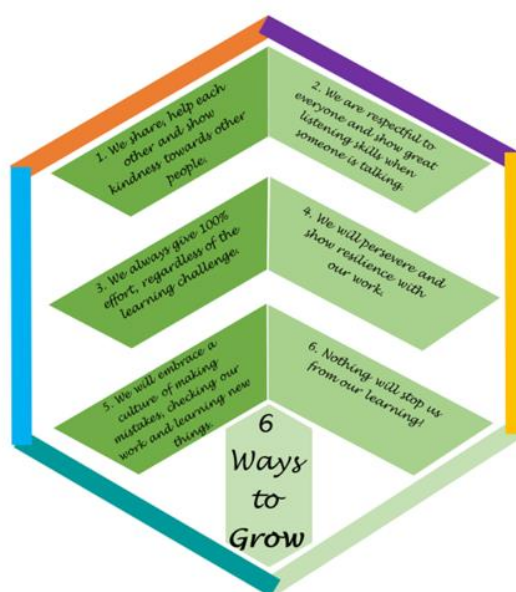 1. We share, help each
other and show
kindness towards other
people.
2. We are respectful to
everyone and show great
listening skills when
someone is talking.
3. We always give 100%
effort, regardless of the
learning challenge.
4. We will persevere and
show resilience with
our work.
5. We will embrace a
culture of making
mistakes, checking our
work and learning new
things.
6. Nothing will stop us
from our learning!
6
Ways
to
Grow